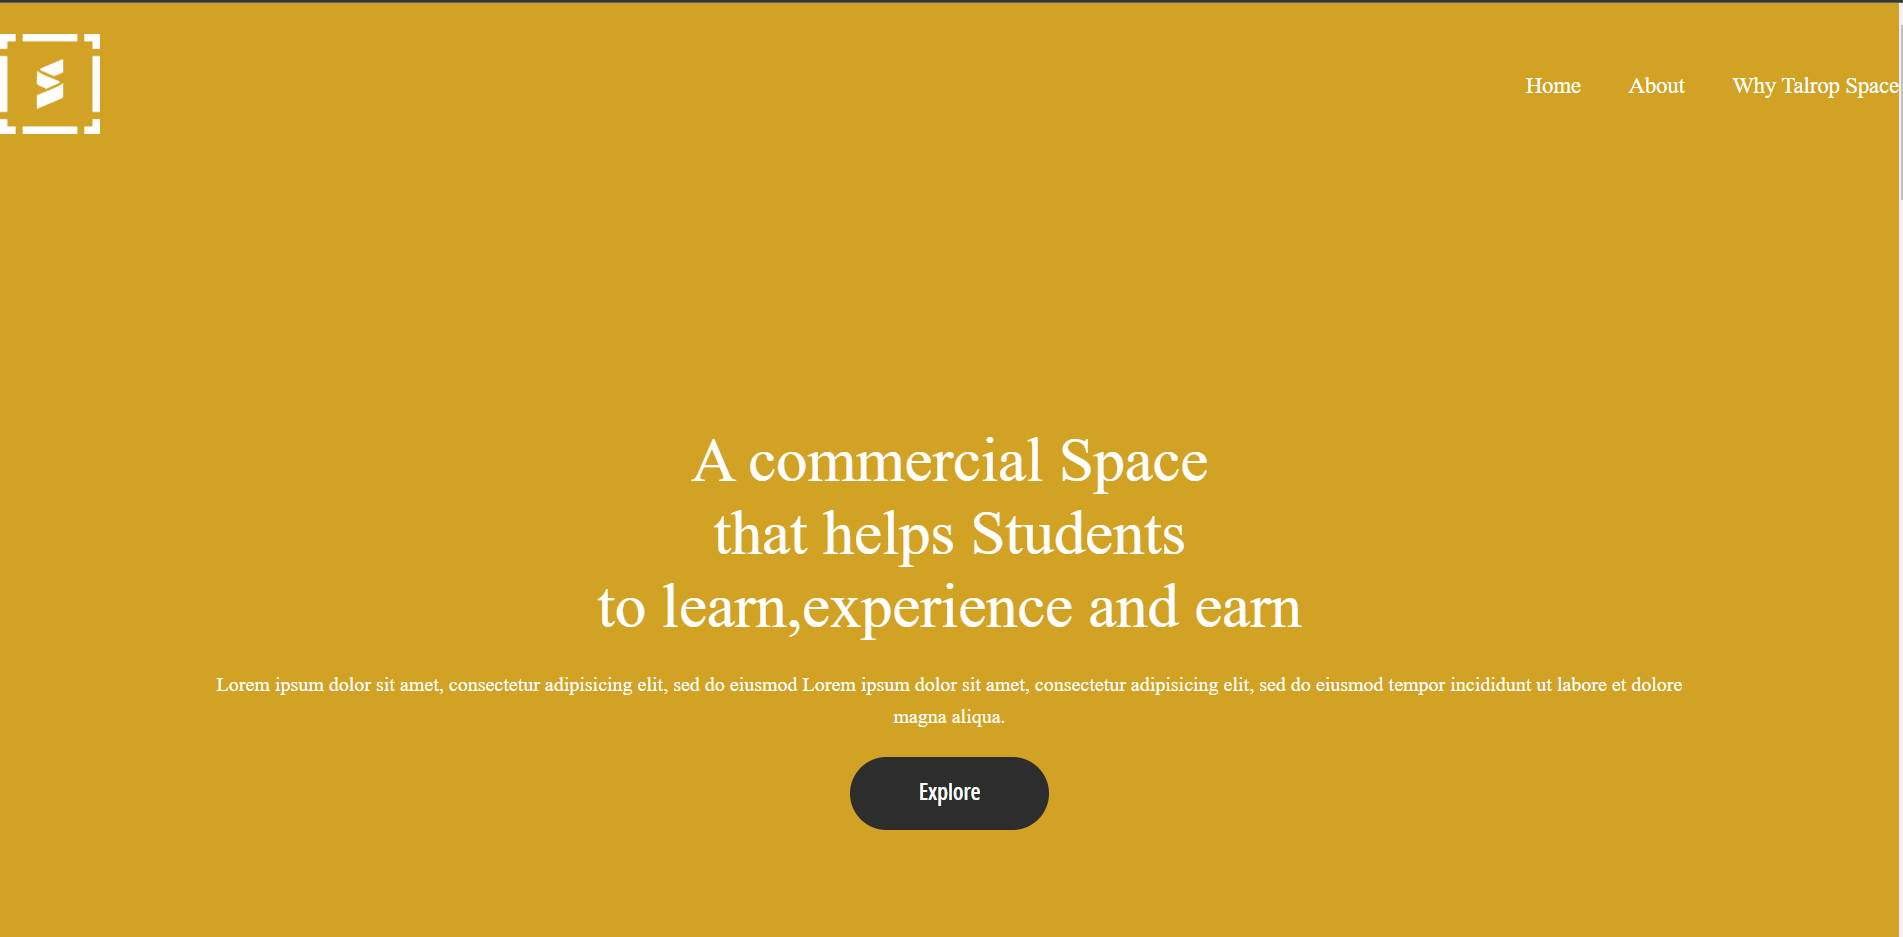 Home About Why Talrop Space
A commercial Space
that helps Students
to learn,experience and earn
Lorem ipsum dolor sit amet, consectetur adipisicing elit, sed do eiusmod Lorem ipsum dolor sit amet, consectetur adipisicing elit, sed do eiusmod tempor incididunt ut labore et dolore
magna aliqua.
Explore